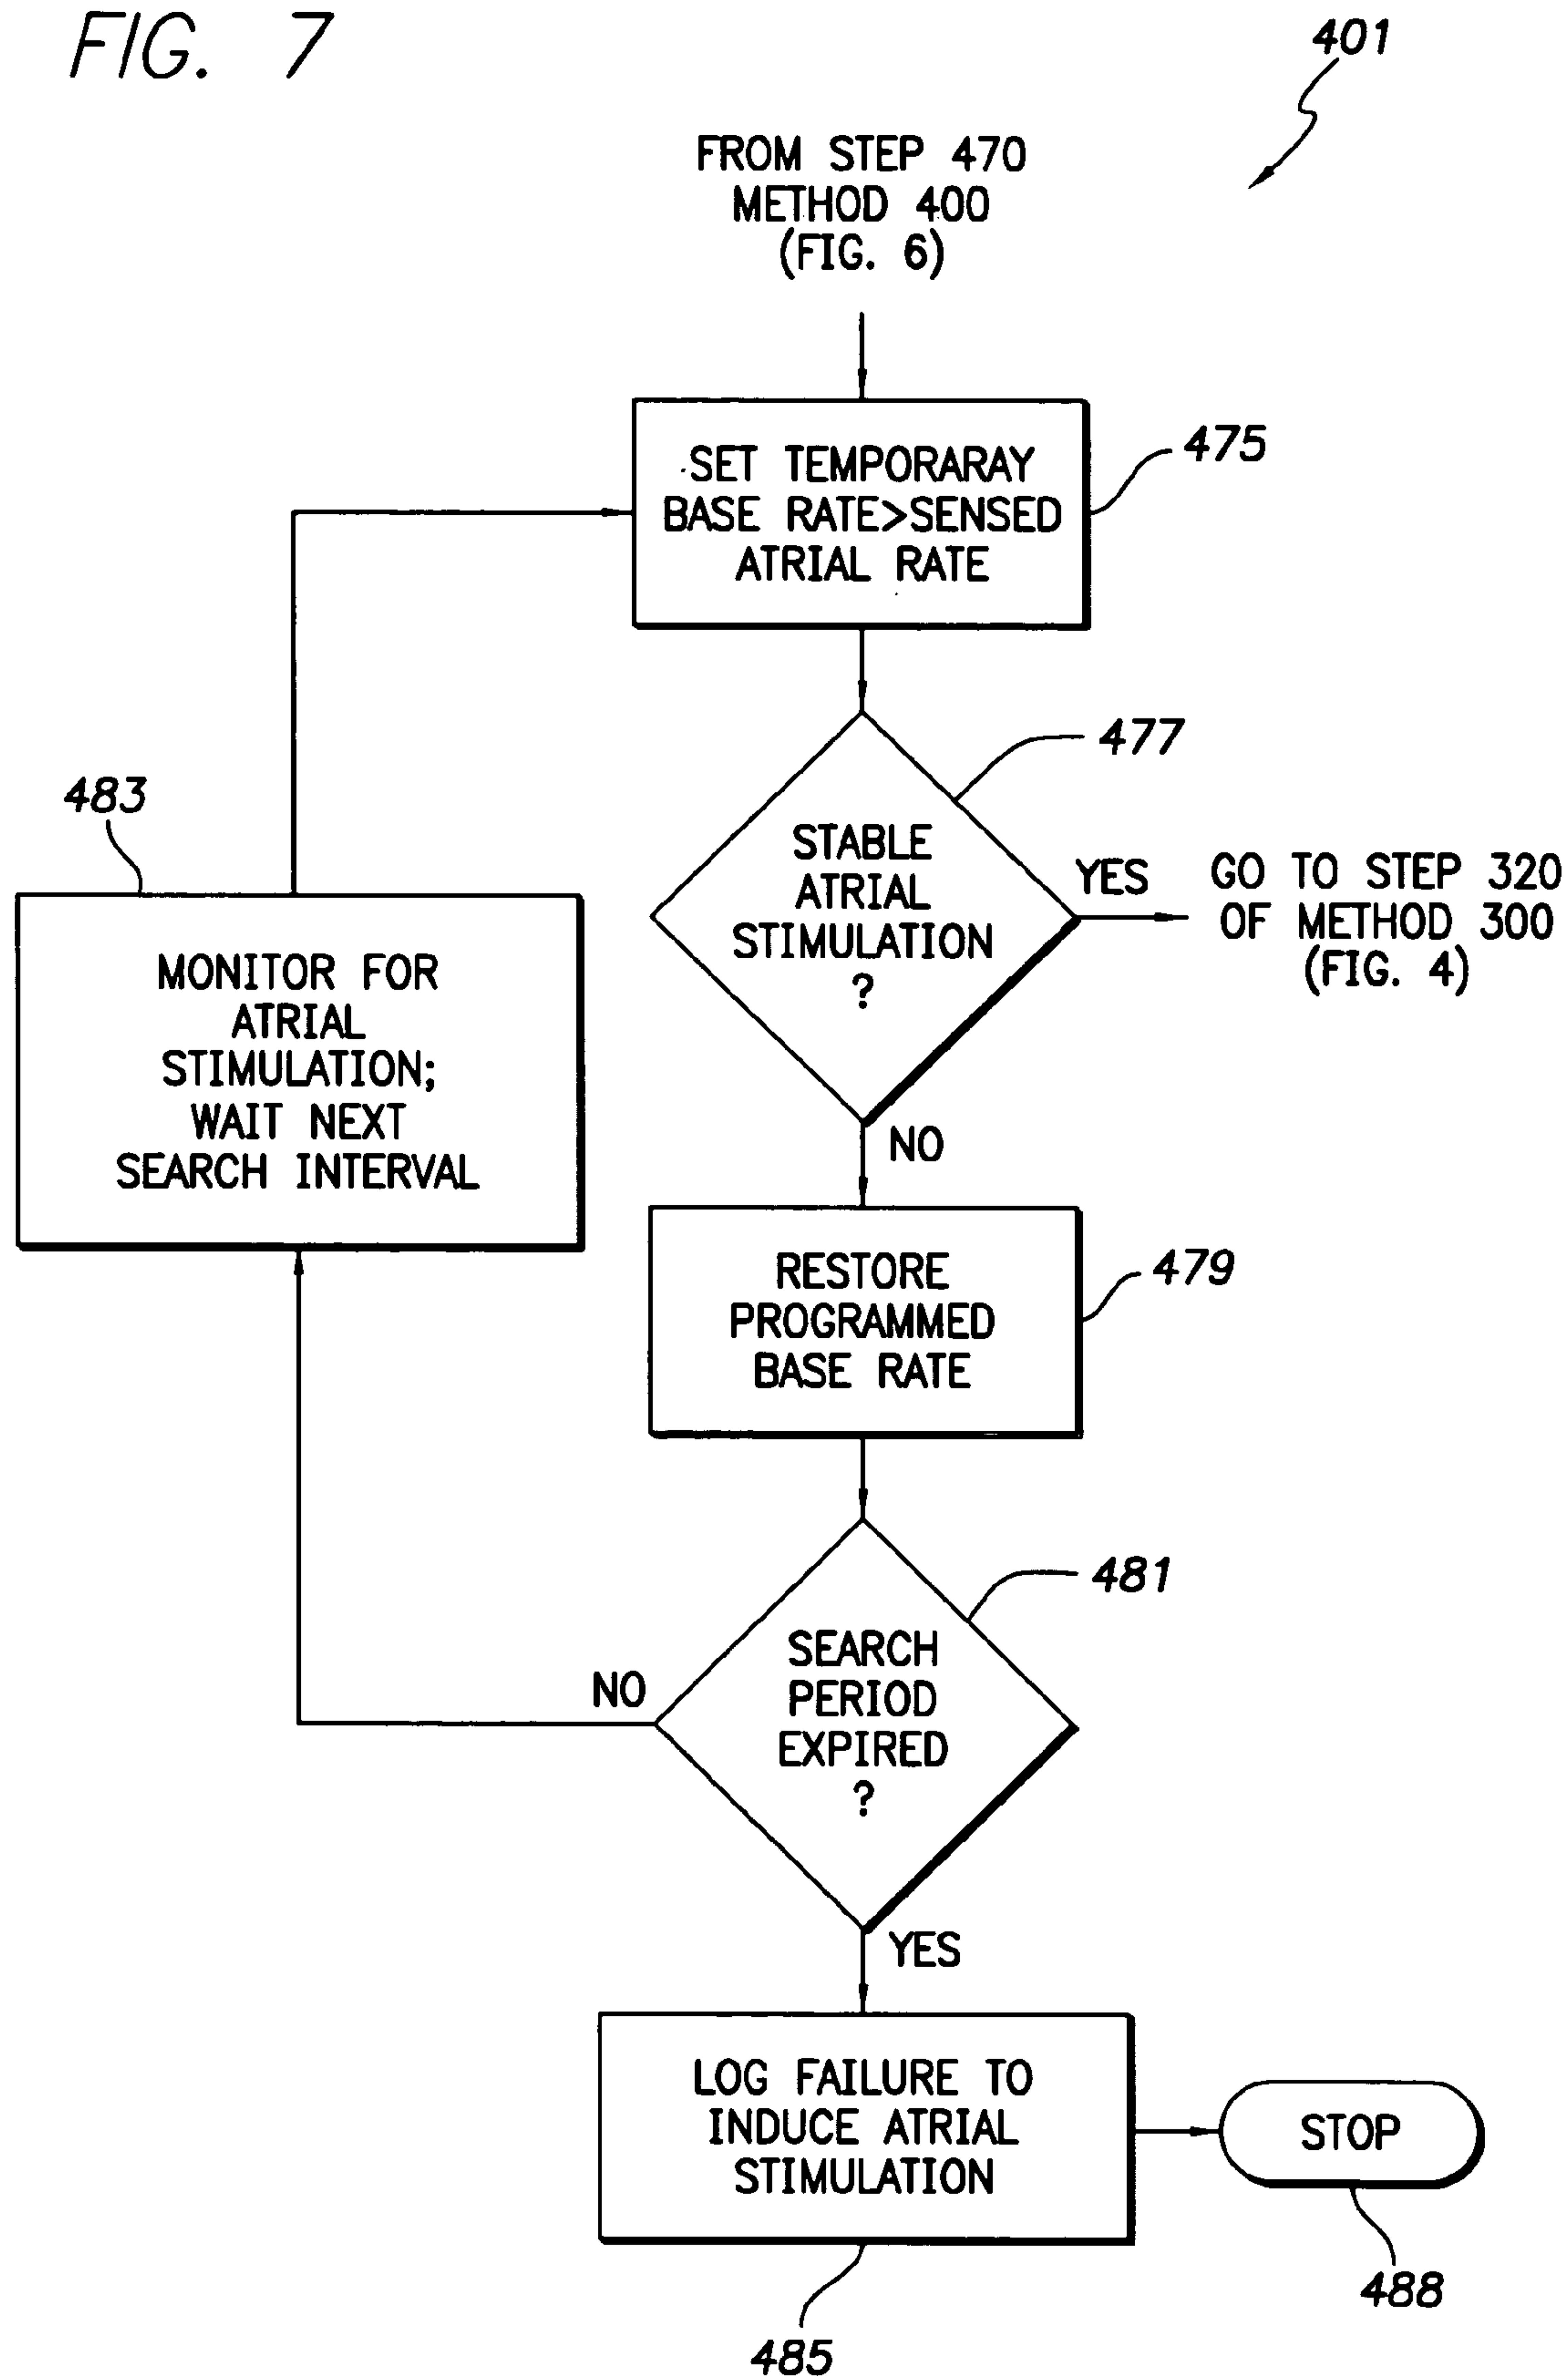 FIG. 7
401
FROM STEP 470
METHOD 400
(FIG. 6)
SET TEMPORARAY
BASE RATE>SENSED
ATRIAL RATE
475
477
STABLE
ATRIAL
STIMULATION
?
YES
GO TO STEP 320
OF METHOD 300
(FIG. 4)
483
MONITOR FOR
ATRIAL
STIMULATION;
WAIT NEXT
SEARCH INTERVAL
NO
RESTORE
PROGRAMMED
BASE RATE
479
481
SEARCH
PERIOD
EXPIRED
?
NO
YES
LOG FAILURE TO
INDUCE ATRIAL
STIMULATION
STOP
488
485